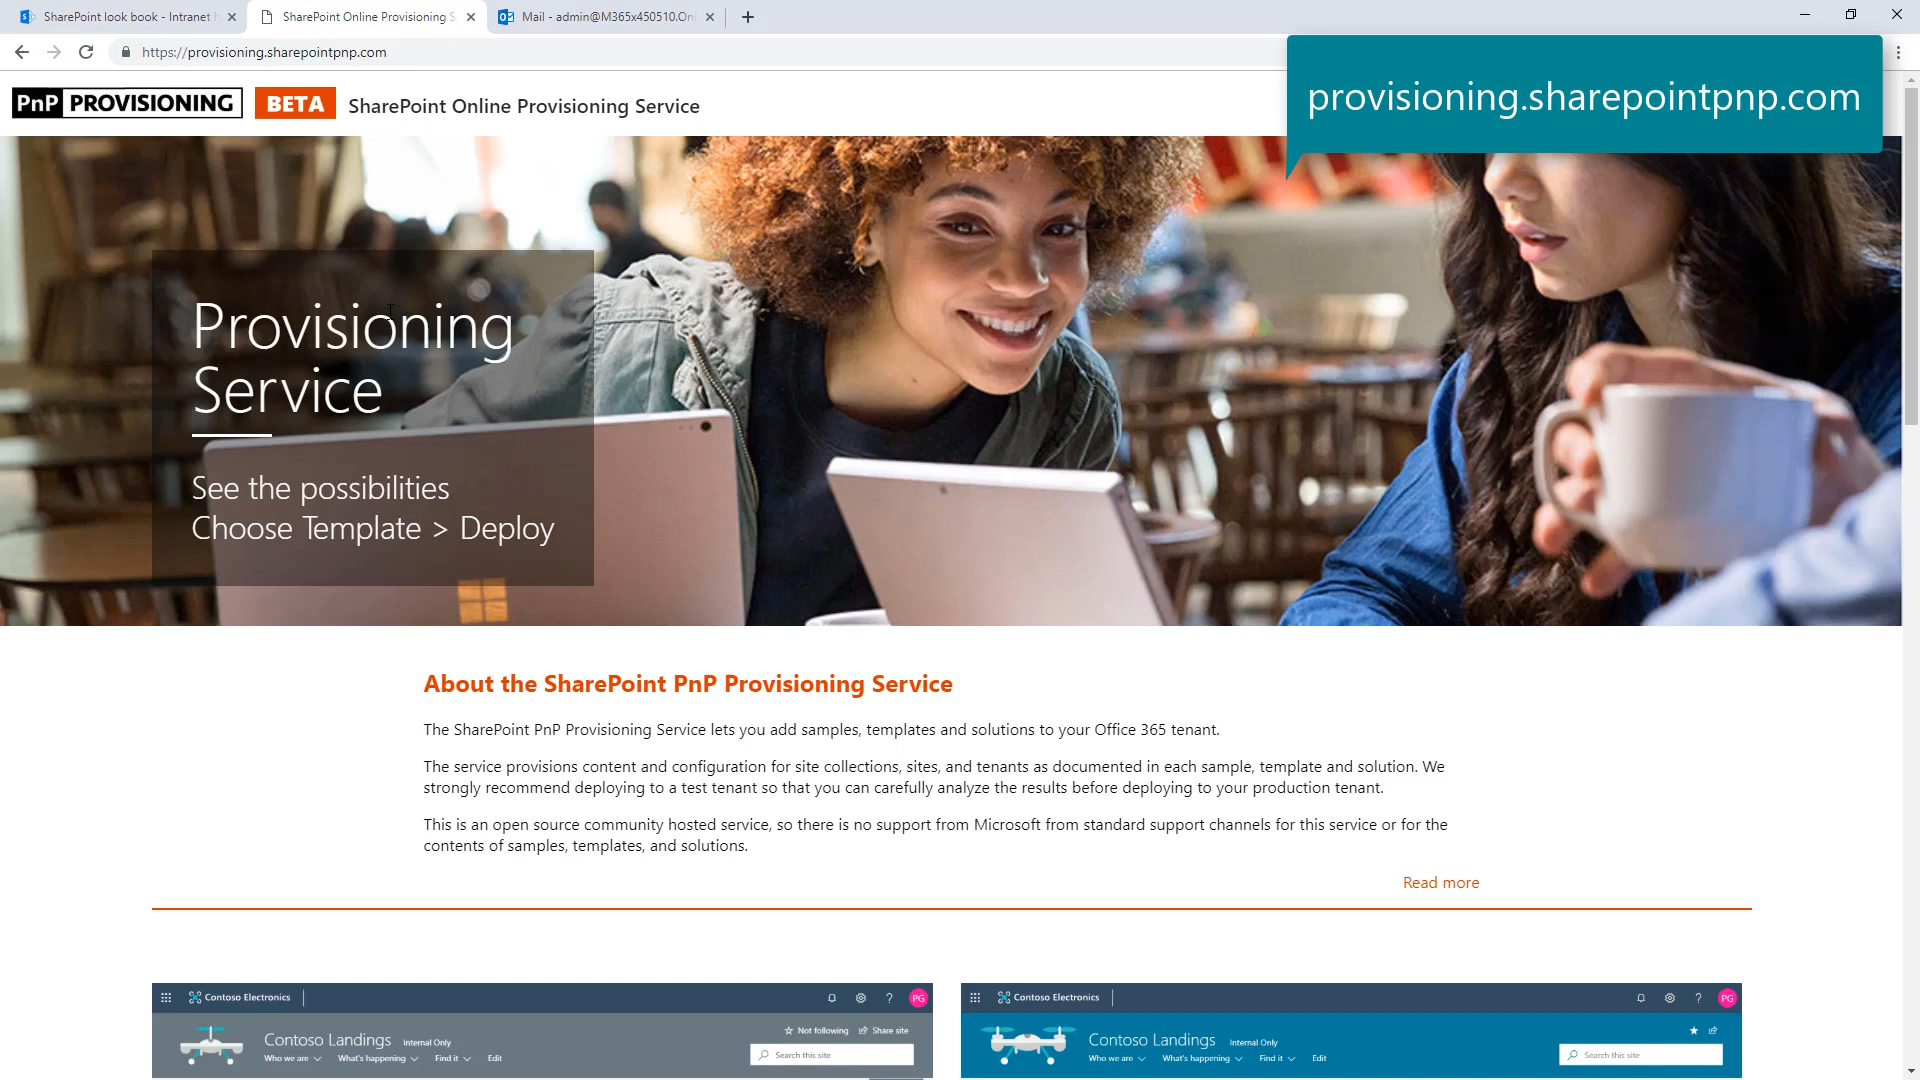 SharePoint look book - Intranet
SharePoint Online Provisioning S
Mail - admin@M365x450510.On
https://provisioning.sharepointpnp.com
provisioning.sharepointpnp.com
PnP PROVISIONING BETA SharePoint Online Provisioning Service
Provisioning
Service
See the possibilities
Choose Template > Deploy
About the SharePoint PnP Provisioning Service
The SharePoint PnP Provisioning Service lets you add samples, templates and solutions to your Office 365 tenant.
The service provisions content and configuration for site collections, sites, and tenants as documented in each sample, template and solution. We
strongly recommend deploying to a test tenant so that you can carefully analyze the results before deploying to your production tenant.
This is an open source community hosted service, so there is no support from Microsoft from standard support channels for this service or for the
contents of samples, templates, and solutions.
Read more
Contoso Electronics ? PG
Not following Share site
Contoso Landings Internal Only
Search this site
Who we are What's happening Find it Edit
Contoso Electronics ? PG
Contoso Landings Internal Only
Search this site
Who we are What's happening Find it Edit